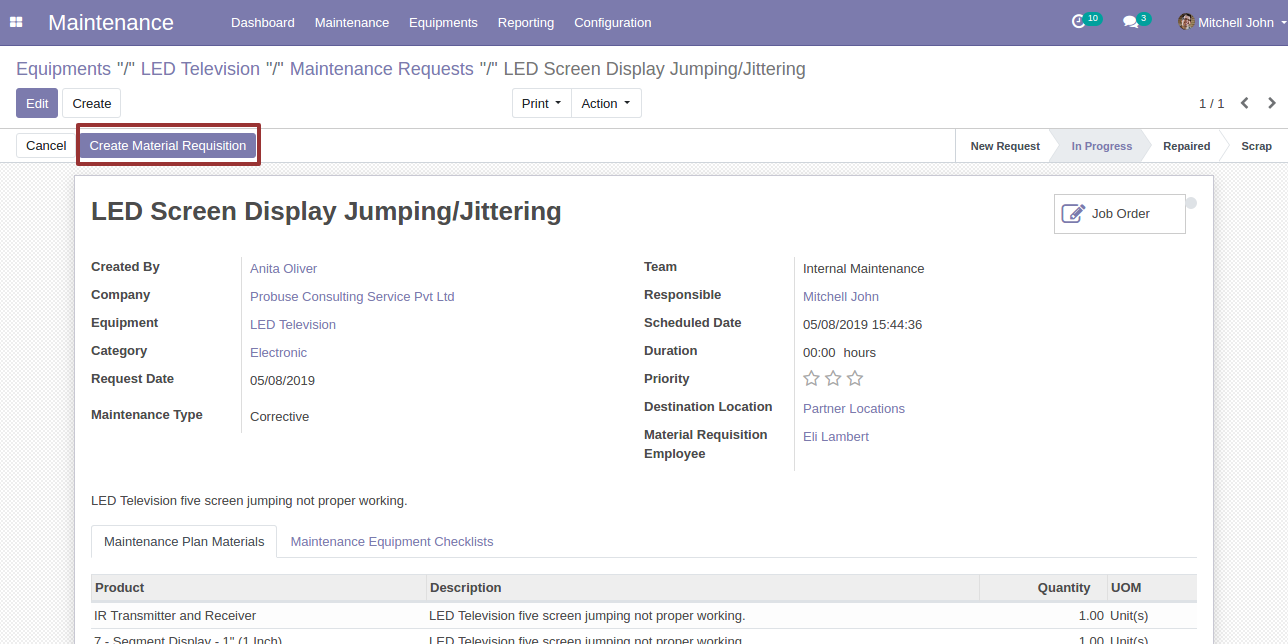 Maintenance Dashboard Maintenance Equipments Reporting Configuration 10 3 Mitchell John
Equipments "/" LED Television "/" Maintenance Requests "/" LED Screen Display Jumping/Jittering
Edit Create Print Action 1 / 1
Cancel Create Material Requisition New Request In Progress Repaired Scrap
LED Screen Display Jumping/Jittering Job Order
Created By Anita Oliver Team Internal Maintenance
Company Probuse Consulting Service Pvt Ltd Responsible Mitchell John
Equipment LED Television Scheduled Date 05/08/2019 15:44:36
Category Electronic Duration 00:00 hours
Request Date 05/08/2019 Priority
Maintenance Type Corrective Destination Location Partner Locations
Material Requisition Eli Lambert
Employee
LED Television five screen jumping not proper working.
Maintenance Plan Materials Maintenance Equipment Checklists
Product Description Quantity UOM
IR Transmitter and Receiver LED Television five screen jumping not proper working. 1.00 Unit(s)
7 - Segment Display - 1" (1 Inch) LED Television five screen jumping not proper working. 1.00 Unit(s)